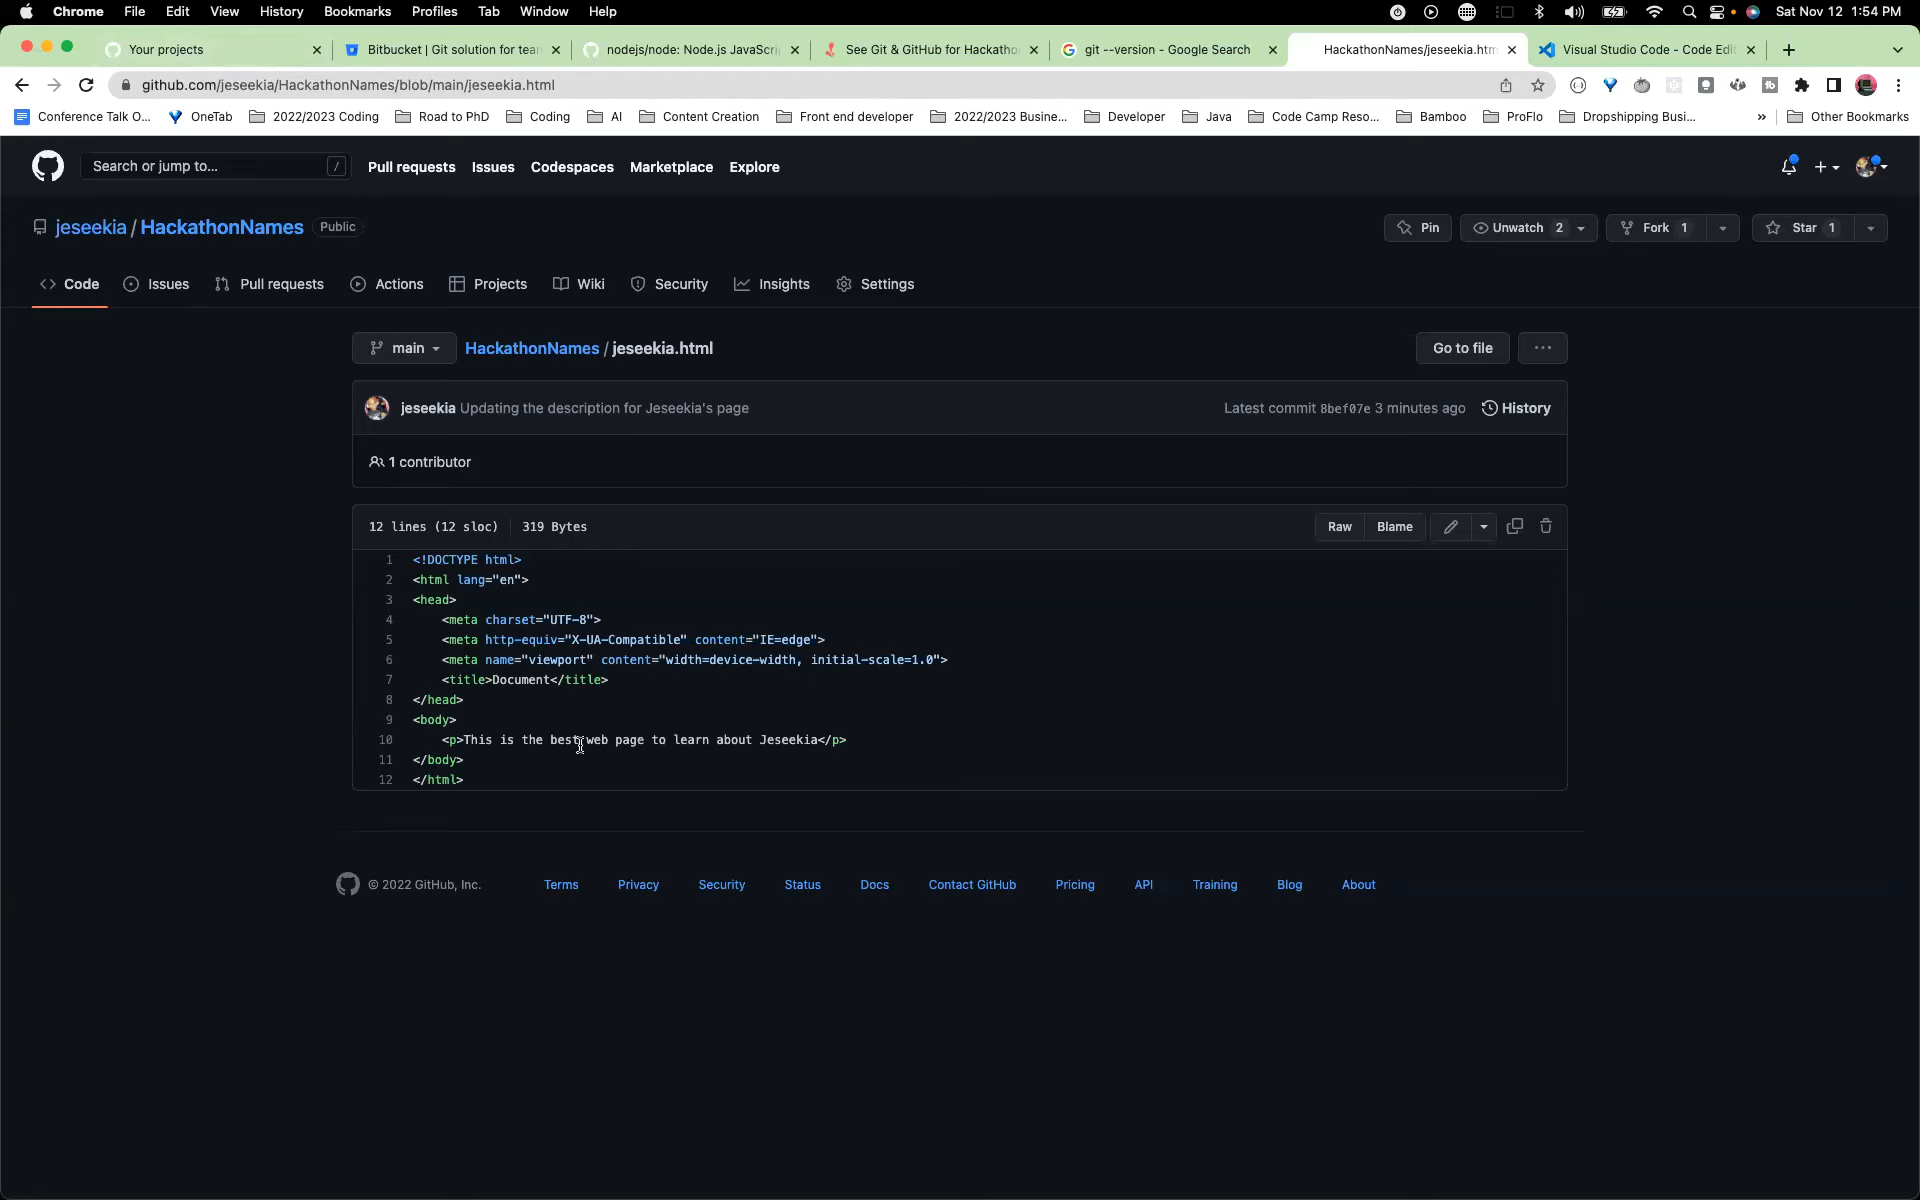 Chrome File Edit View History Bookmarks Profiles Tab Window Help Sat Nov 12 1:54 PM
Your projects Bitbucket | Git solution for tea nodejs/node: Node.js JavaScri See Git & GitHub for Hackatho git --version - Google Search HackathonNames/jeseekia.htm Visual Studio Code - Code Edi
github.com/jeseekia/HackathonNames/blob/main/jeseekia.html
Conference Talk O... OneTab 2022/2023 Coding Road to PhD Coding AI Content Creation Front end developer 2022/2023 Busine... Developer Java Code Camp Reso... Bamboo ProFlo Dropshipping Busi... » Other Bookmarks
Search or jump to... / Pull requests Issues Codespaces Marketplace Explore
jeseekia / HackathonNames Public Pin Unwatch 2 Fork 1 Star 1
Code Issues Pull requests Actions Projects Wiki Security Insights Settings
main HackathonNames / jeseekia.html Go to file ...
jeseekia Updating the description for Jeseekia's page Latest commit 8bef07e 3 minutes ago History
1 contributor
12 lines (12 sloc) 319 Bytes Raw Blame
1 <!DOCTYPE html>
2 <html lang="en">
3 <head>
4 <meta charset="UTF-8">
5 <meta http-equiv="X-UA-Compatible" content="IE=edge">
6 <meta name="viewport" content="width=device-width, initial-scale=1.0">
7 <title>Document</title>
8 </head>
9 <body>
10 <p>This is the best web page to learn about Jeseekia</p>
11 </body>
12 </html>
© 2022 GitHub, Inc. Terms Privacy Security Status Docs Contact GitHub Pricing API Training Blog About